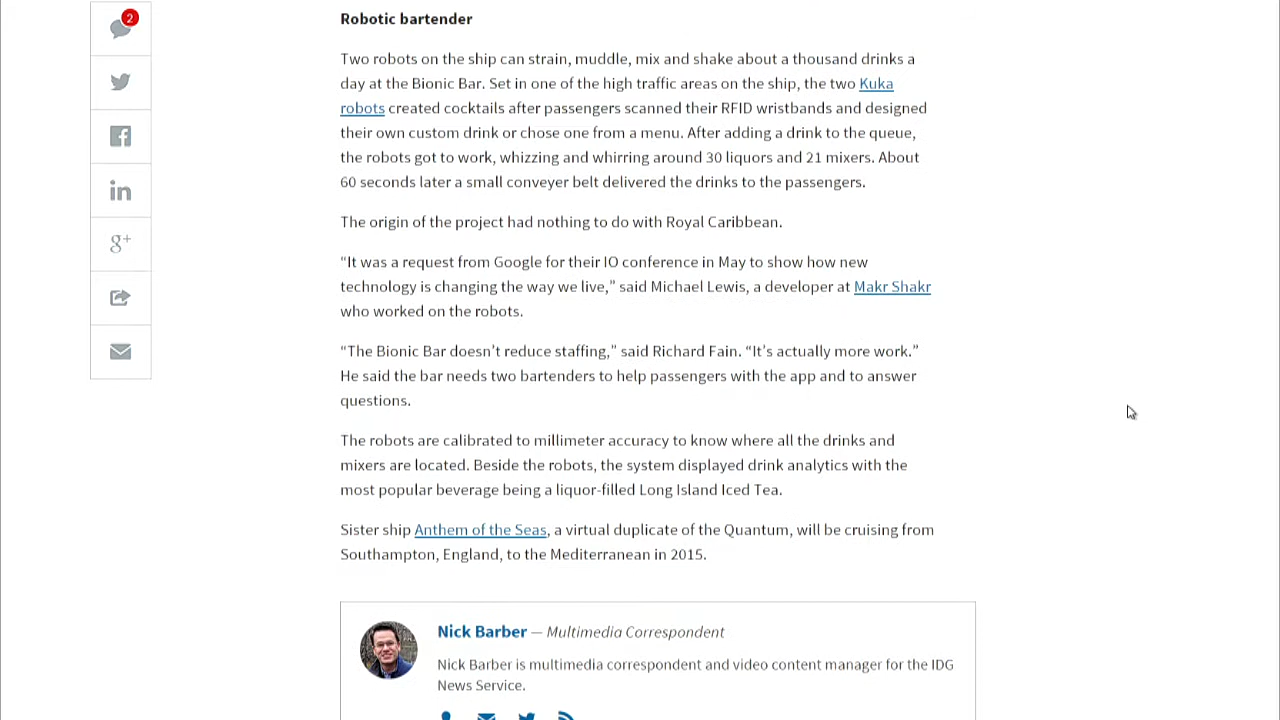 2
Robotic bartender
Two robots on the ship can strain, muddle, mix and shake about a thousand drinks a
day at the Bionic Bar. Set in one of the high traffic areas on the ship, the two Kuka
robots created cocktails after passengers scanned their RFID wristbands and designed
their own custom drink or chose one from a menu. After adding a drink to the queue,
the robots got to work, whizzing and whirring around 30 liquors and 21 mixers. About
60 seconds later a small conveyer belt delivered the drinks to the passengers.
The origin of the project had nothing to do with Royal Caribbean.
“It was a request from Google for their IO conference in May to show how new
technology is changing the way we live,” said Michael Lewis, a developer at Makr Shakr
who worked on the robots.
“The Bionic Bar doesn’t reduce staffing,” said Richard Fain. “It’s actually more work.”
He said the bar needs two bartenders to help passengers with the app and to answer
questions.
The robots are calibrated to millimeter accuracy to know where all the drinks and
mixers are located. Beside the robots, the system displayed drink analytics with the
most popular beverage being a liquor-filled Long Island Iced Tea.
Sister ship Anthem of the Seas, a virtual duplicate of the Quantum, will be cruising from
Southampton, England, to the Mediterranean in 2015.
Nick Barber — Multimedia Correspondent
Nick Barber is multimedia correspondent and video content manager for the IDG
News Service.